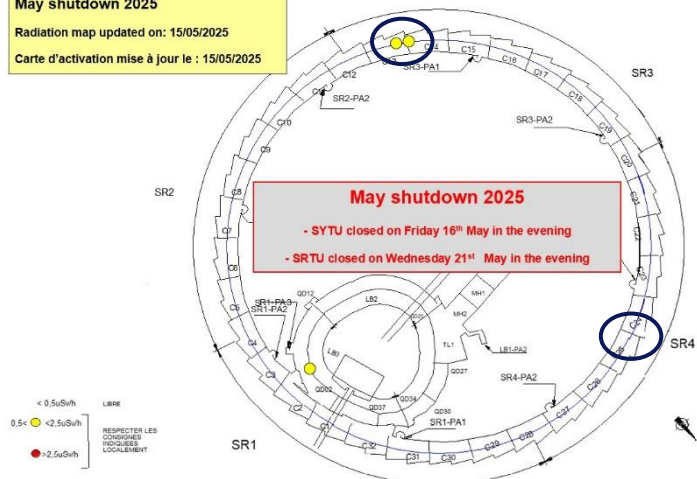 May shutdown 2025
Radiation map updated on: 15/05/2025
Carte d'activation mise à jour le : 15/05/2025
C14
C15
C16
C17
C18
C19
C20
C21
C22
C23
C12
C10
C9
C8
C7
C6
C5
C4
C3
C2
C1
C32
C31
C30
C29
C28
C27
C26
SR3-PA1
SR2-PA2
SR3
SR3-PA2
SR2
May shutdown 2025
- SYTU closed on Friday 16th May in the evening
- SRTU closed on Wednesday 21st May in the evening
QD12
LB2
MH1
SR1-PA3
SR1-PA2
MH2
LB3
TL1
LB1-PA2
SR4
QD27
SR4-PA2
QD02
QD34
QD37
QD30
SR1-PA1
SR1
< 0,5uSv/h LIBRE
0,5< <2,5uSv/h
>2,5uSv/h
RESPECTER LES
CONSIGNES
INDIQUEES
LOCALEMENT